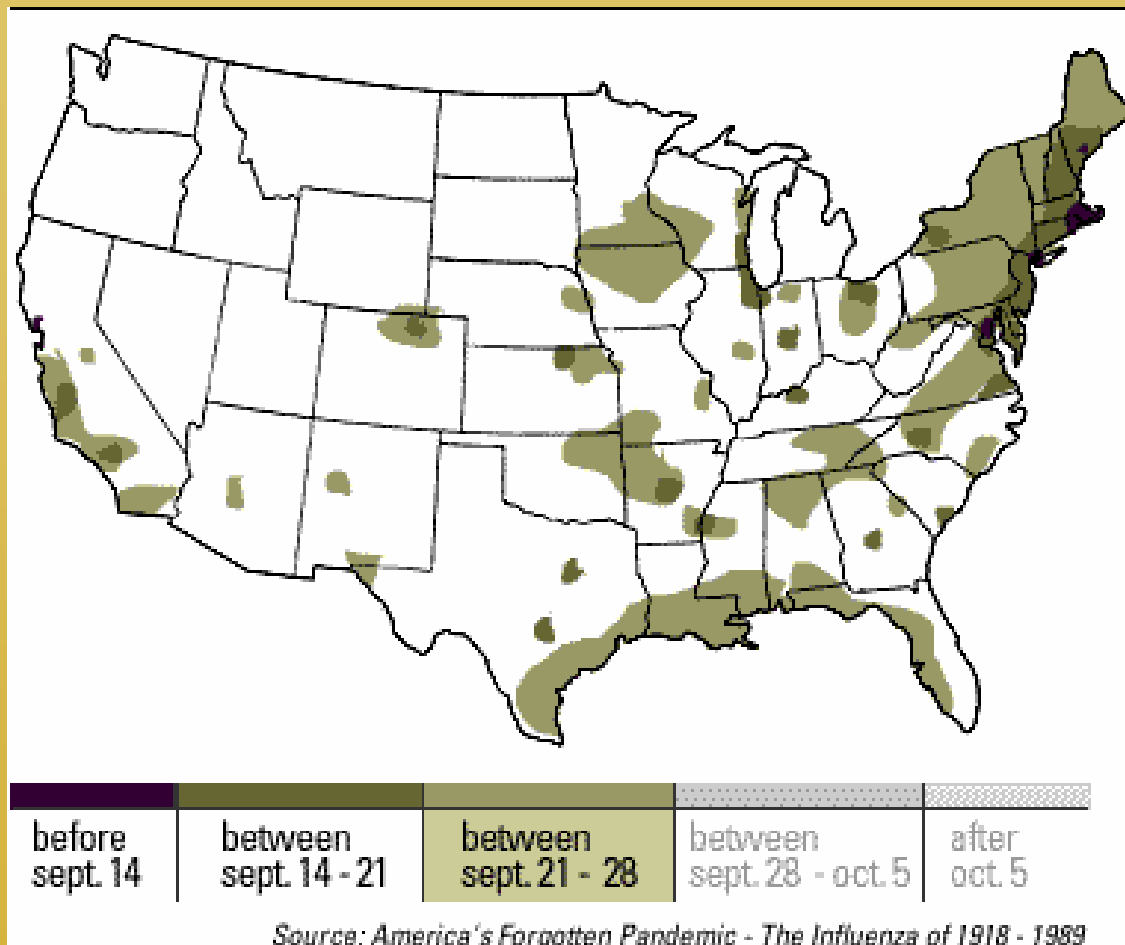 before
sept. 14
between
sept. 14 - 21
between
sept. 21 - 28
between
sept. 28 - oct. 5
after
oct. 5
Source: America's Forgotten Pandemic - The Influenza of 1918 - 1989